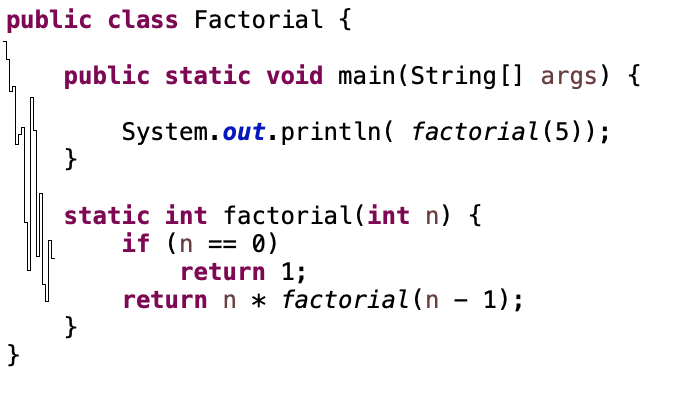 public class Factorial {
public static void main(String[] args) {
System.out.println( factorial(5));
}
static int factorial(int n) {
if (n == 0)
return 1;
return n * factorial(n - 1);
}
}